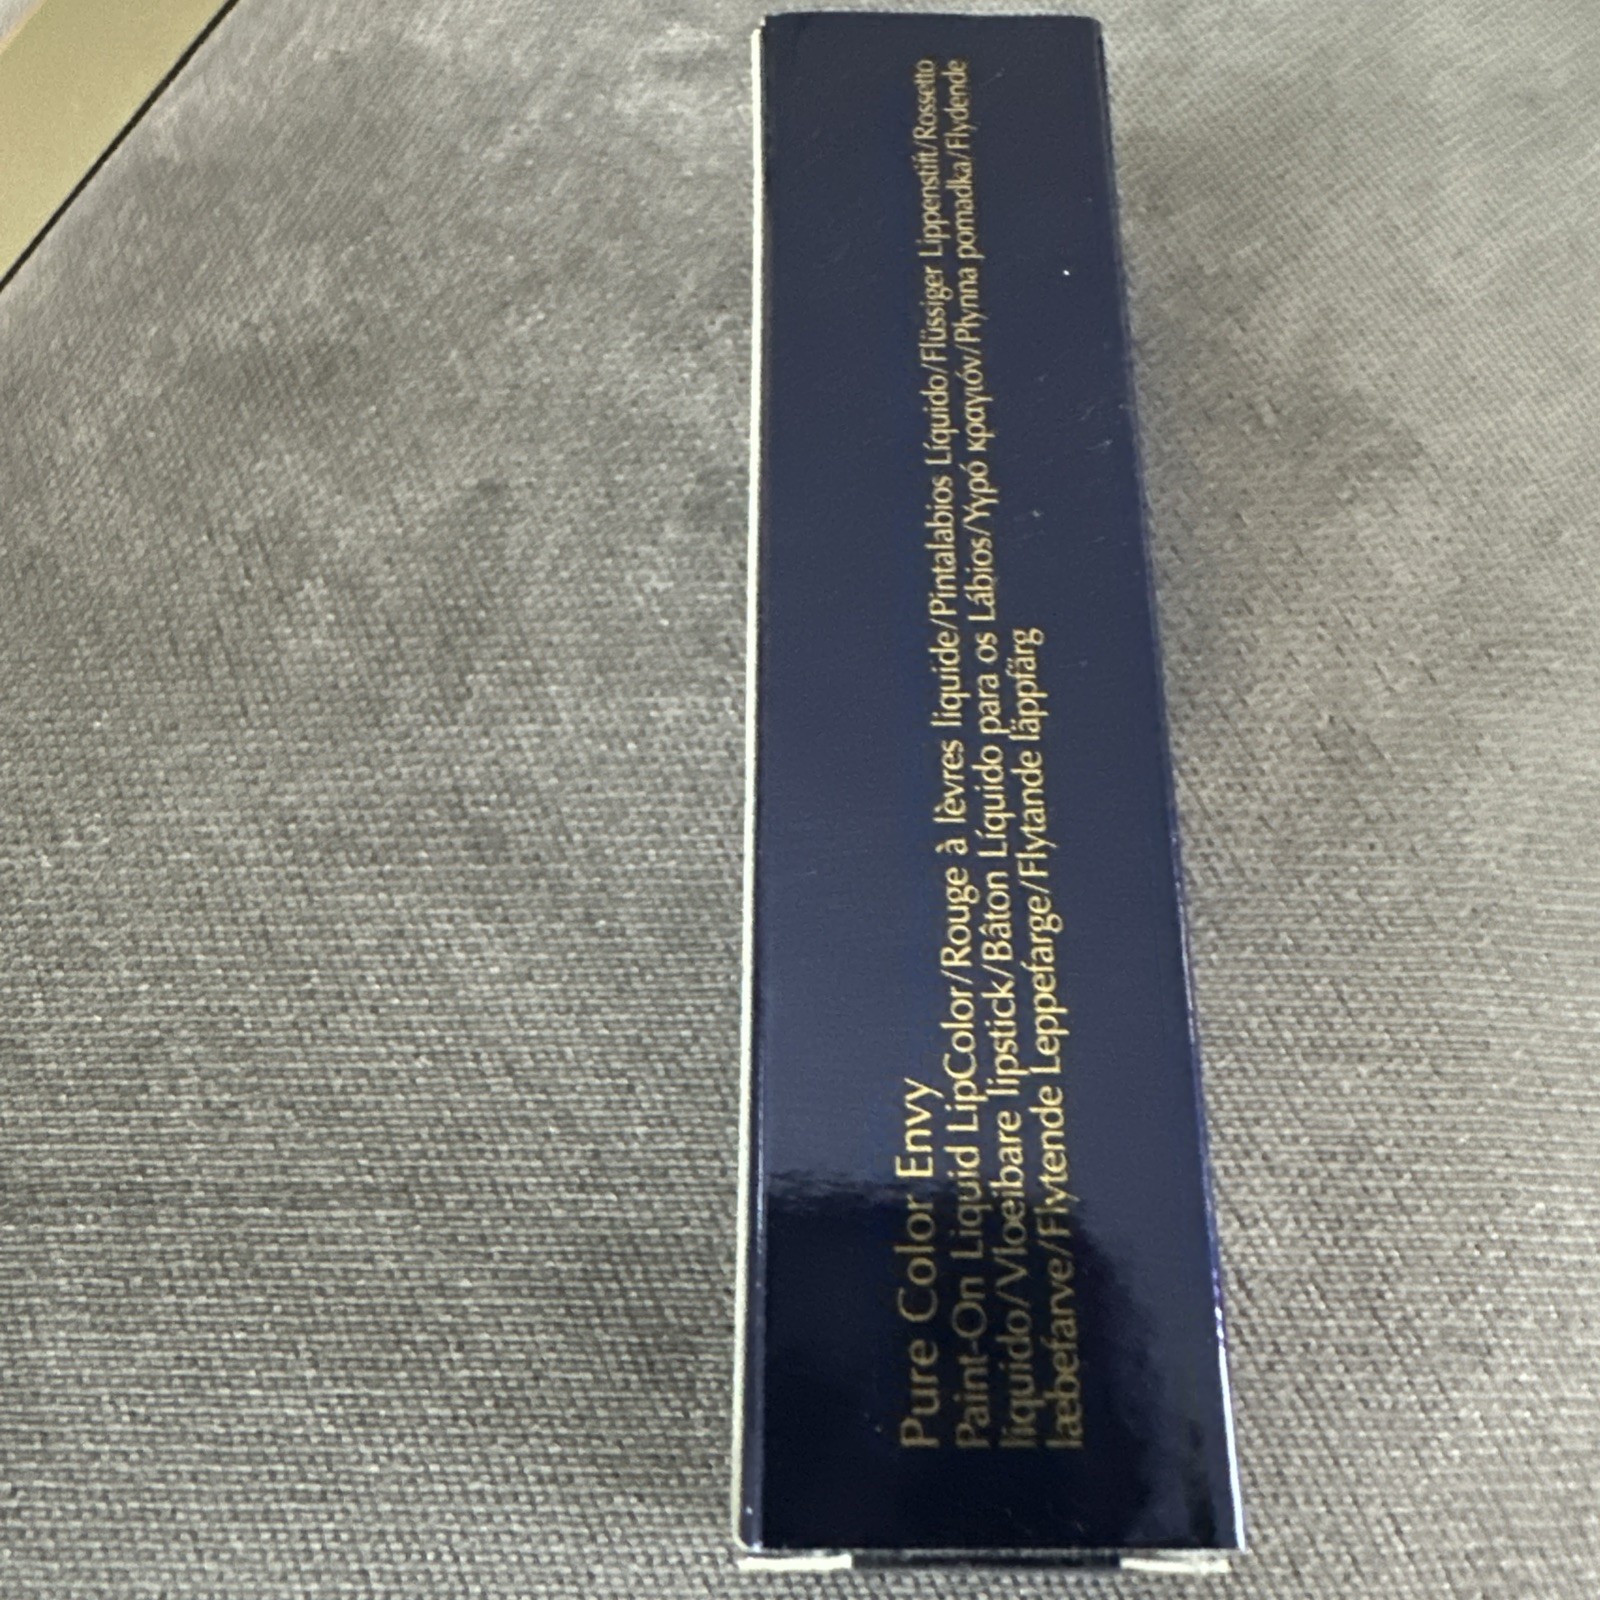 Pure Color Envy
Paint-On Liquid LipColor/Rouge à lèvres liquide/Pintalabios Líquido/Flüssiger Lippenstift/Rossetto
liquido/Vloeibare lipstick/Bâton Líquido para os Lábios/Υγρό κραγιόν/Płynna pomadka/Flydende
læbefarve/Flytende Leppefarge/Flytande läppfärg